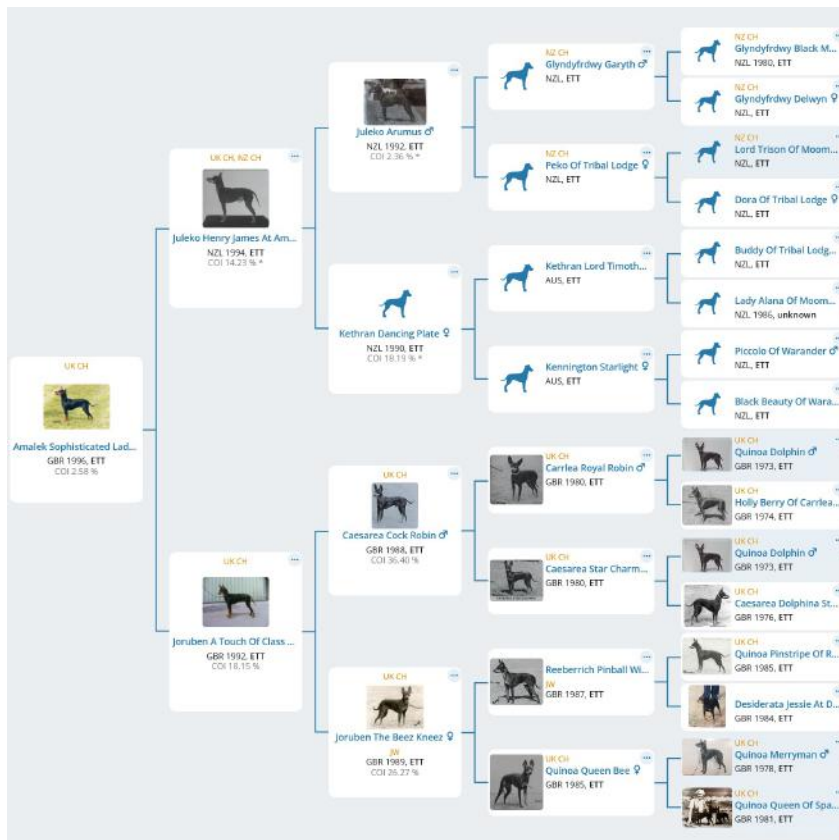 UK CH
Amalek Sophisticated Lad...
GBR 1996, ETT
COI 2.58 %
UK CH, NZ CH
Juleko Henry James At Am...
NZL 1994, ETT
COI 14.23 % *
UK CH
Joruben A Touch Of Class ...
GBR 1992, ETT
COI 18.15 %
Juleko Arumus ♂
NZL 1992, ETT
COI 2.36 % *
Kethran Dancing Plate ♀
NZL 1990, ETT
COI 18.19 % *
UK CH
Caesarea Cock Robin ♂
GBR 1988, ETT
COI 36.40 %
UK CH
Joruben The Beez Kneez ♀
JW
GBR 1989, ETT
COI 26.27 %
NZ CH
Glyndyfrdwy Garyth ♂
NZL, ETT
NZ CH
Peko Of Tribal Lodge ♀
NZL, ETT
Kethran Lord Timoth...
AUS, ETT
Kennington Starlight ♀
AUS, ETT
UK CH
Carrlea Royal Robin ♂
GBR 1980, ETT
UK CH
Caesarea Star Charm...
GBR 1980, ETT
Reeberrich Pinball Wi...
JW
GBR 1987, ETT
UK CH
Quinoa Queen Bee ♀
GBR 1985, ETT
NZ CH
Glyndyfrdwy Black M...
NZL 1980, ETT
NZ CH
Glyndyfrdwy Delwyn ♀
NZL, ETT
NZ CH
Lord Trison Of Moom...
NZL, ETT
Dora Of Tribal Lodge ♀
NZL, ETT
Buddy Of Tribal Lodg...
NZL, ETT
Lady Alana Of Moom...
NZL 1986, unknown
Piccolo Of Warander ♂
NZL, ETT
Black Beauty Of Wara...
NZL, ETT
UK CH
Quinoa Dolphin ♂
GBR 1973, ETT
UK CH
Holly Berry Of Carrlea...
GBR 1974, ETT
UK CH
Quinoa Dolphin ♂
GBR 1973, ETT
UK CH
Caesarea Dolphina St...
GBR 1976, ETT
UK CH
Quinoa Pinstripe Of R...
GBR 1985, ETT
Desiderata Jessie At D...
GBR 1984, ETT
UK CH
Quinoa Merryman ♂
GBR 1978, ETT
UK CH
Quinoa Queen Of Spa...
GBR 1981, ETT